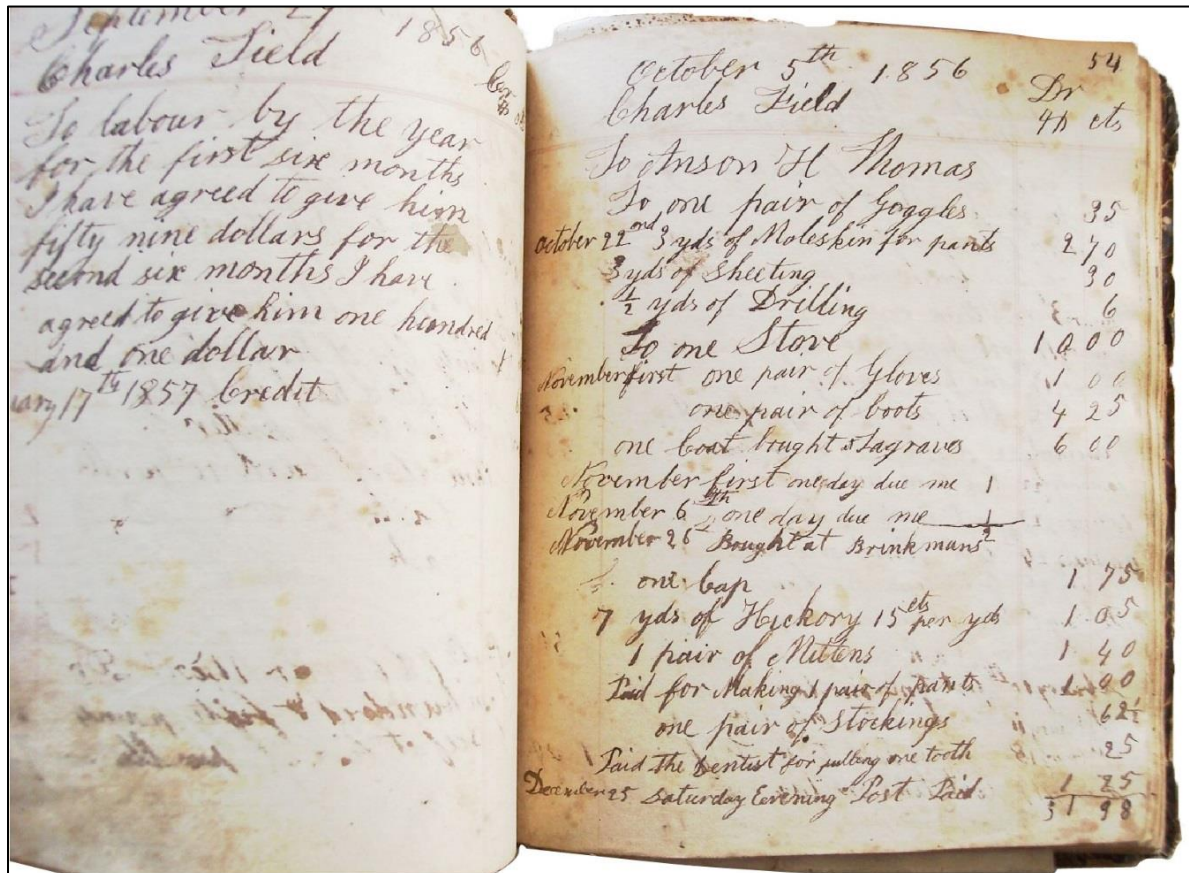 September 29
1856
Charles Field
To labour by the year
for the first six months
I have agreed to give him
fifty nine dollars for the
second six months I have
agreed to give him one hundred
and one dollar
17th 1857 Credit
54
October 5th 1856
Charles Field Dr
$ cts
To Anson H Thomas
To one pair of Goggles 35
October 22nd 3 yds of Moleskin for pants 2 70
3 yds of Sheeting 30
1/2 yds of Drilling 6
To one Stove 10 00
November first one pair of Gloves 1 00
one pair of boots 4 25
one Coat bought 6 00
November first one day due me 1
November 6th one day due me 1
2
November 26 Bought at Brinkmans
one Cap 1 75
7 yds of Hickory 15 cts per yds 1 05
1 pair of Mittens 1 40
Paid for Making 1 pair of pants 1 00
one pair of Stockings 62½
Paid the Dentist for pulling one tooth 25
December 25 Saturday Evening Post Paid 1 25
31 98